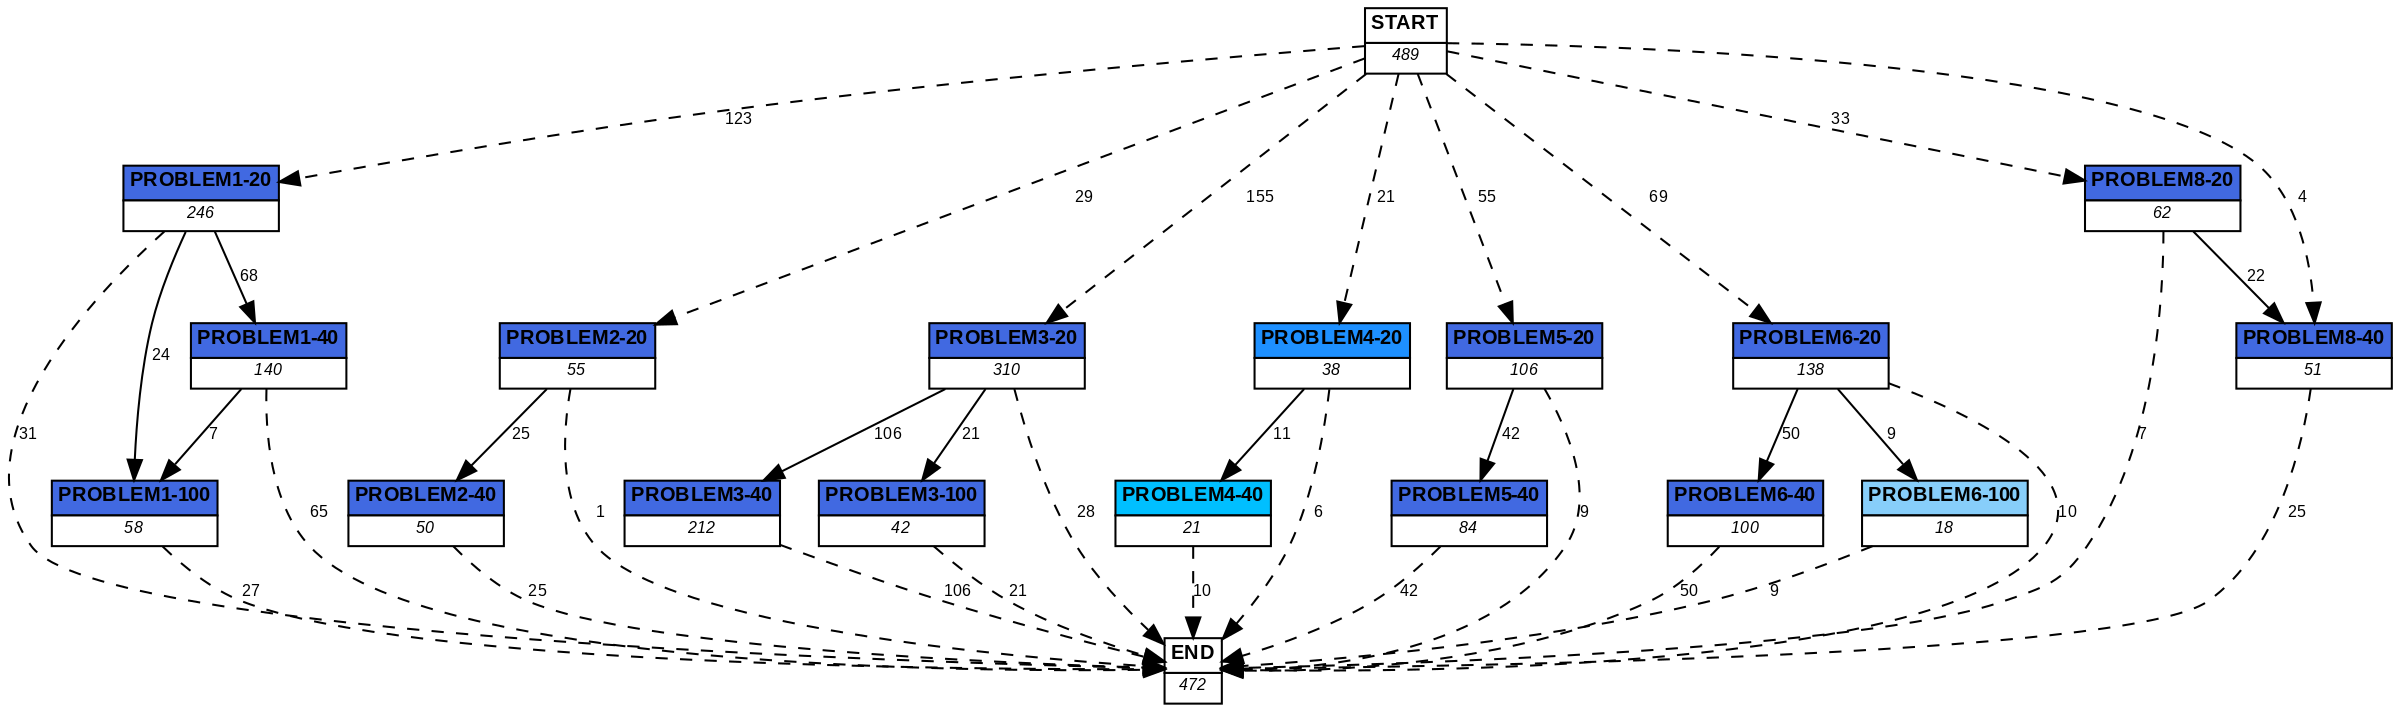 START
489
123
33
29
155
21
55
69
4
PROBLEM1-20
246
PROBLEM8-20
62
68
22
PROBLEM1-40
140
PROBLEM2-20
55
PROBLEM3-20
310
PROBLEM4-20
38
PROBLEM5-20
106
PROBLEM6-20
138
PROBLEM8-40
51
24
31
7
25
106
21
11
42
50
9
7
PROBLEM1-100
58
PROBLEM2-40
50
PROBLEM3-40
212
PROBLEM3-100
42
PROBLEM4-40
21
PROBLEM5-40
84
PROBLEM6-40
100
PROBLEM6-100
18
65
1
28
6
9
10
25
27
25
106
21
10
42
50
9
END
472